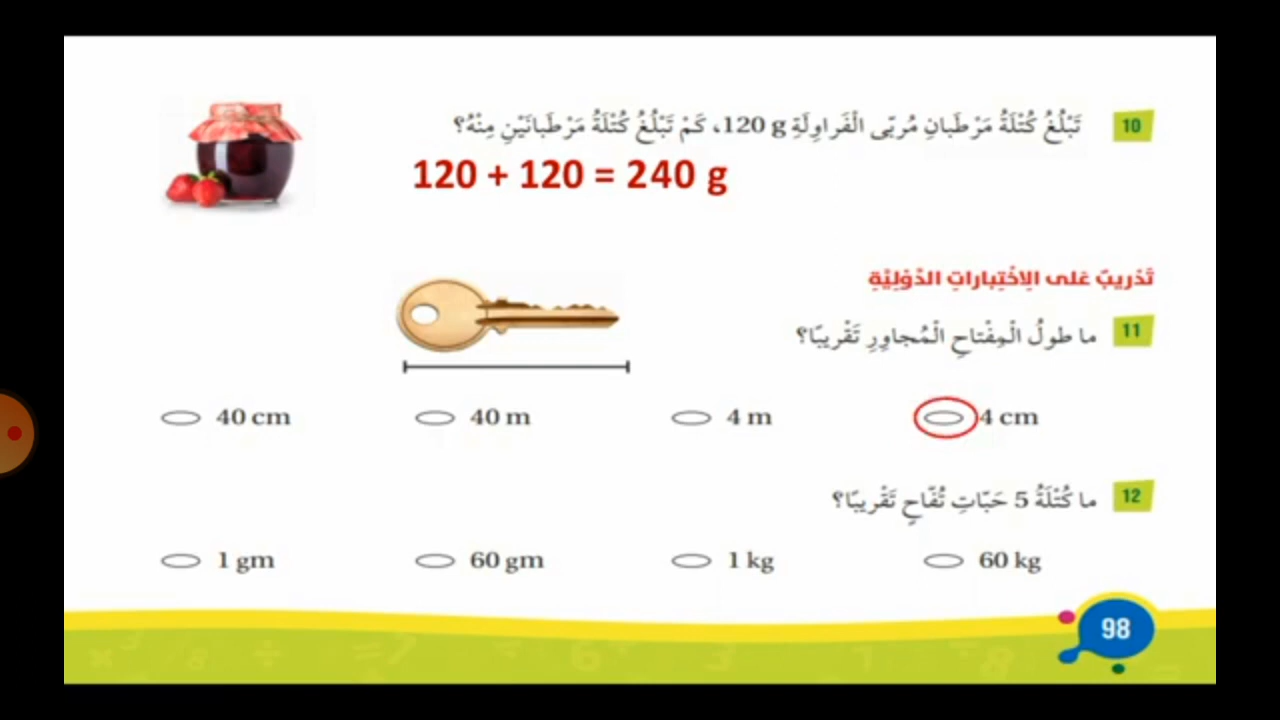 10 تَبْلُغُ كُتْلَةُ مَرْطَبانِ مُرَبّى الْفَراوِلَةِ 120 g، كَمْ تَبْلُغُ كُتْلَةُ مَرْطَبانَيْنِ مِنْهُ؟
120 + 120 = 240 g
تَدْريبٌ عَلى الِاخْتِباراتِ الدَّوْلِيَّةِ
11 ما طولُ الْمِفْتاحِ الْمُجاوِرِ تَقْريبًا؟
40 cm 40 m 4 m 4 cm
12 ما كُتْلَةُ 5 حَبّاتِ تُفّاحٍ تَقْريبًا؟
1 gm 60 gm 1 kg 60 kg
98